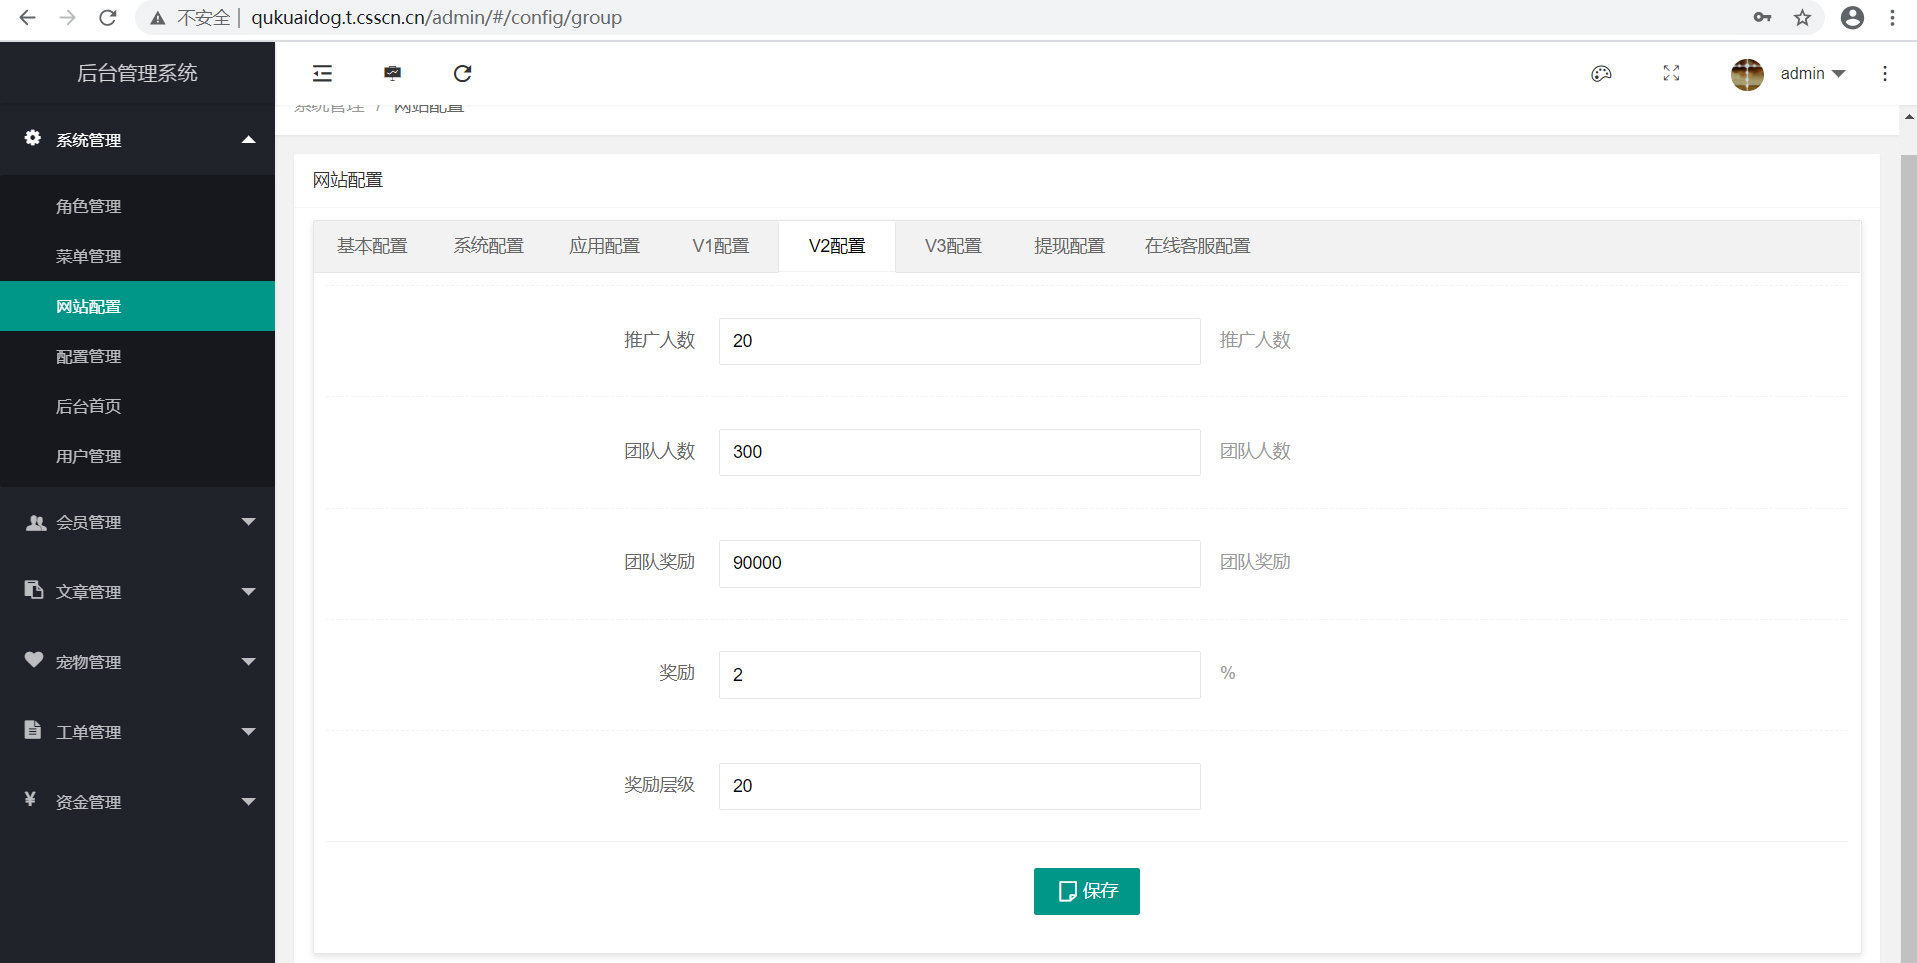 不安全 | qukuaidog.t.csscn.cn/admin/#/config/group
后台管理系统
admin
系统管理 / 网站配置
系统管理
角色管理
菜单管理
网站配置
配置管理
后台首页
用户管理
会员管理
文章管理
宠物管理
工单管理
¥ 资金管理
网站配置
基本配置 系统配置 应用配置 V1配置 V2配置 V3配置 提现配置 在线客服配置
推广人数 20 推广人数
团队人数 300 团队人数
团队奖励 90000 团队奖励
奖励 2 %
奖励层级 20
保存